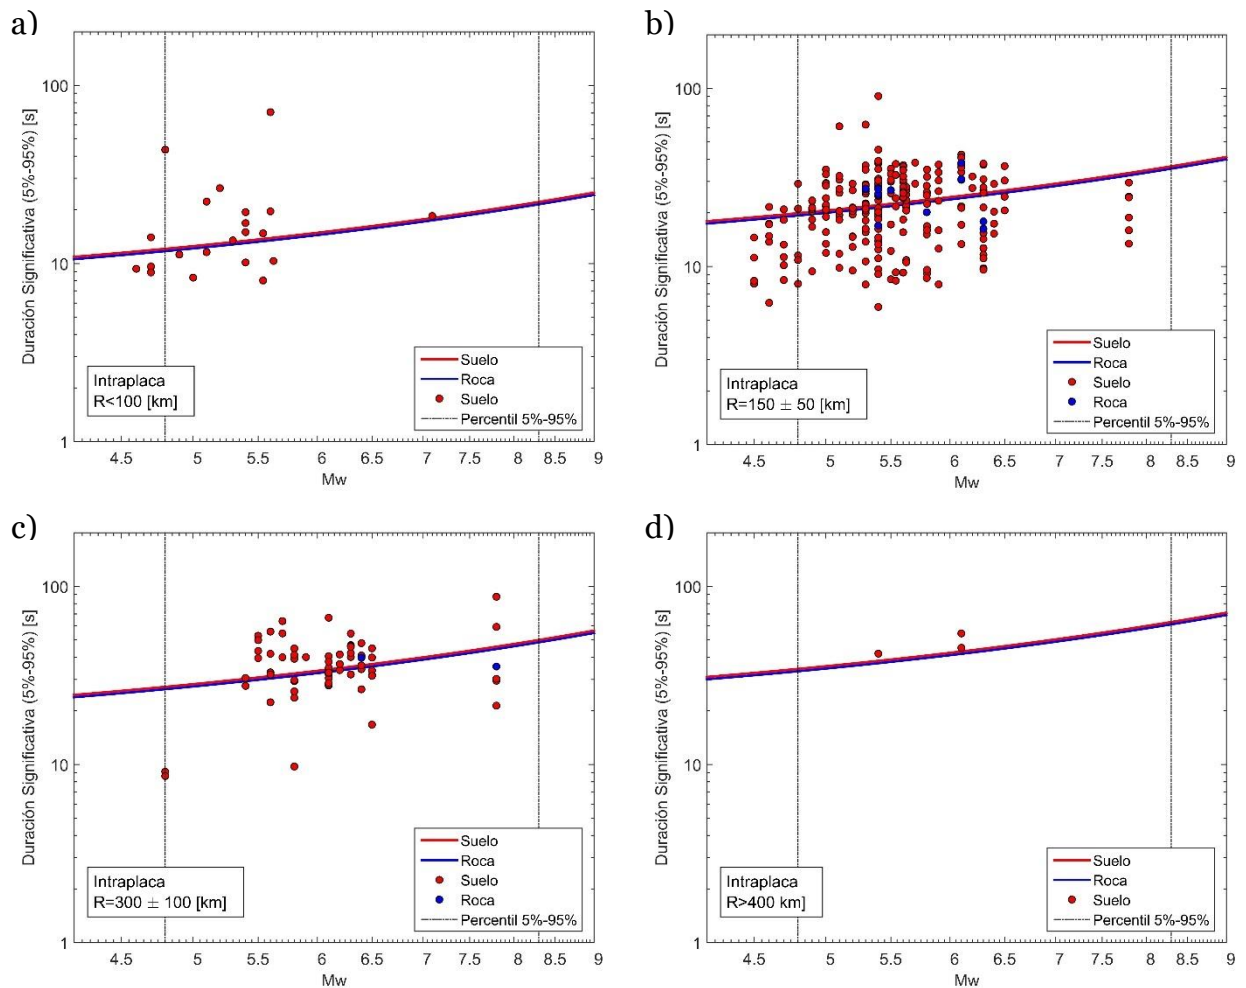 a)
Duración Significativa (5%-95%) [s]
100
10
1
Intraplaca
R<100 [km]
Suelo
Roca
Suelo
Percentil 5%-95%
4.5 5 5.5 6 6.5 7 7.5 8 8.5 9
Mw
b)
Duración Significativa (5%-95%) [s]
100
10
1
Intraplaca
R=150 ± 50 [km]
Suelo
Roca
Suelo
Roca
Percentil 5%-95%
4.5 5 5.5 6 6.5 7 7.5 8 8.5 9
Mw
c)
Duración Significativa (5%-95%) [s]
100
10
1
Intraplaca
R=300 ± 100 [km]
Suelo
Roca
Suelo
Roca
Percentil 5%-95%
4.5 5 5.5 6 6.5 7 7.5 8 8.5 9
Mw
d)
Duración Significativa (5%-95%) [s]
100
10
1
Intraplaca
R>400 km]
Suelo
Roca
Suelo
Percentil 5%-95%
4.5 5 5.5 6 6.5 7 7.5 8 8.5 9
Mw